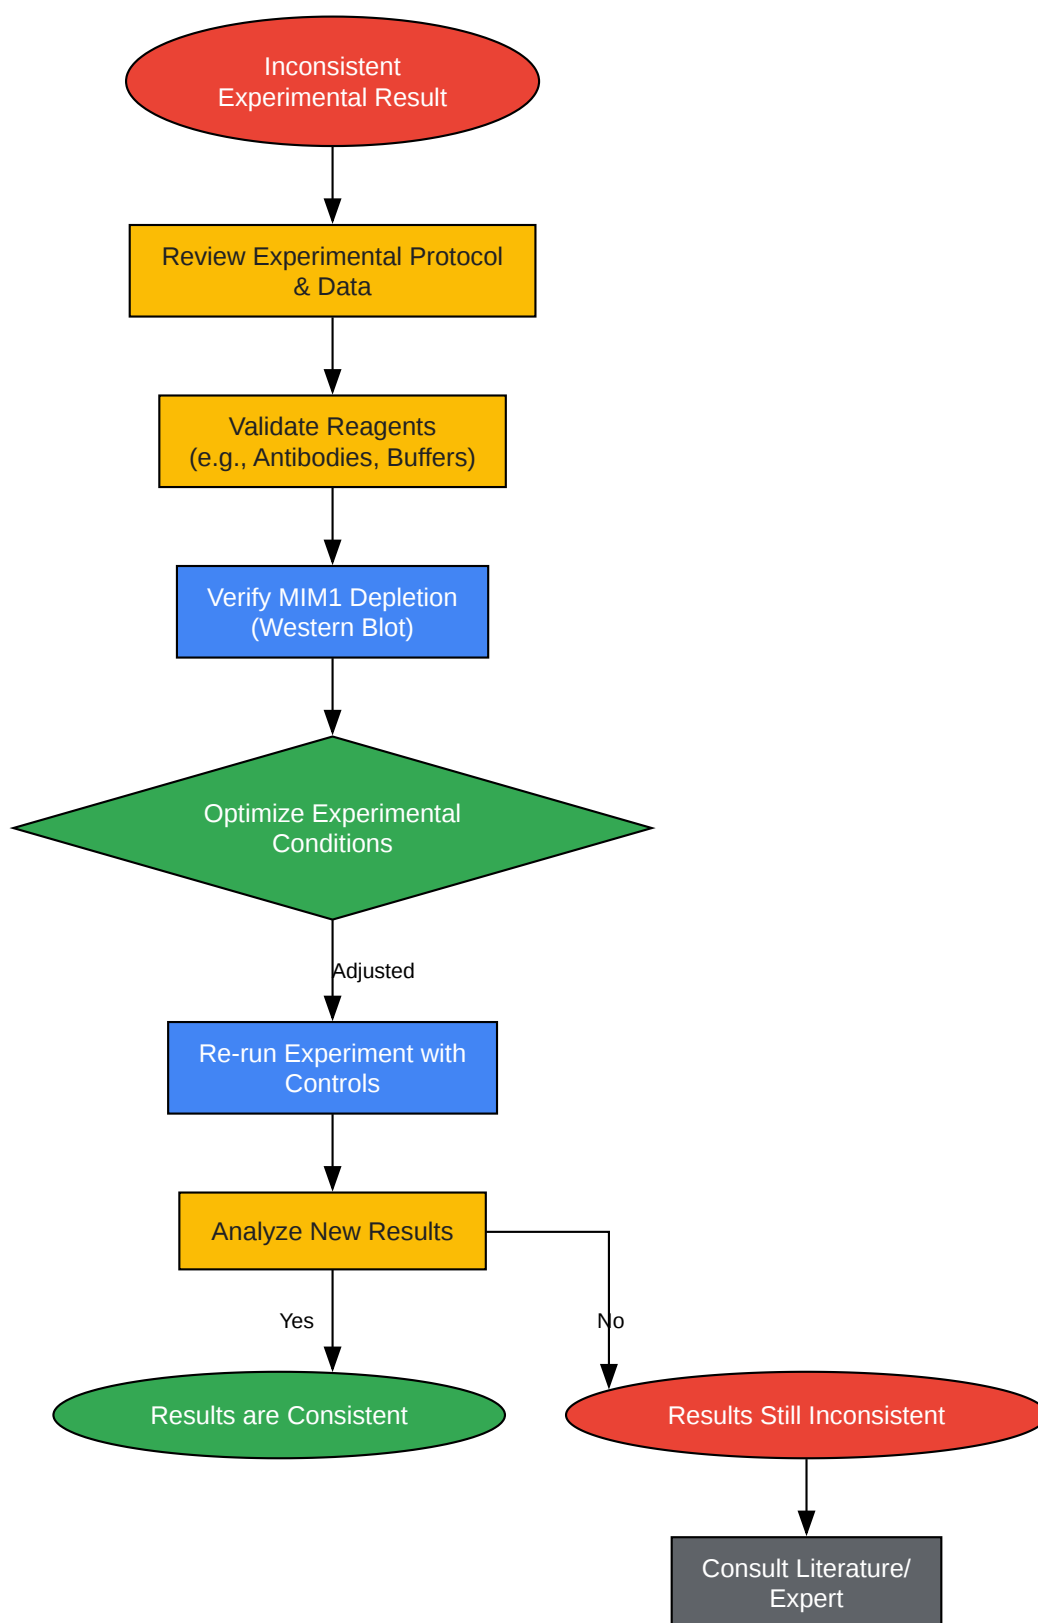 Inconsistent
Experimental Result
Review Experimental Protocol
& Data
Validate Reagents
(e.g., Antibodies, Buffers)
Verify MIM1 Depletion
(Western Blot)
Optimize Experimental
Conditions
Adjusted
Re-run Experiment with
Controls
Analyze New Results
Yes
No
Results are Consistent
Results Still Inconsistent
Consult Literature/
Expert